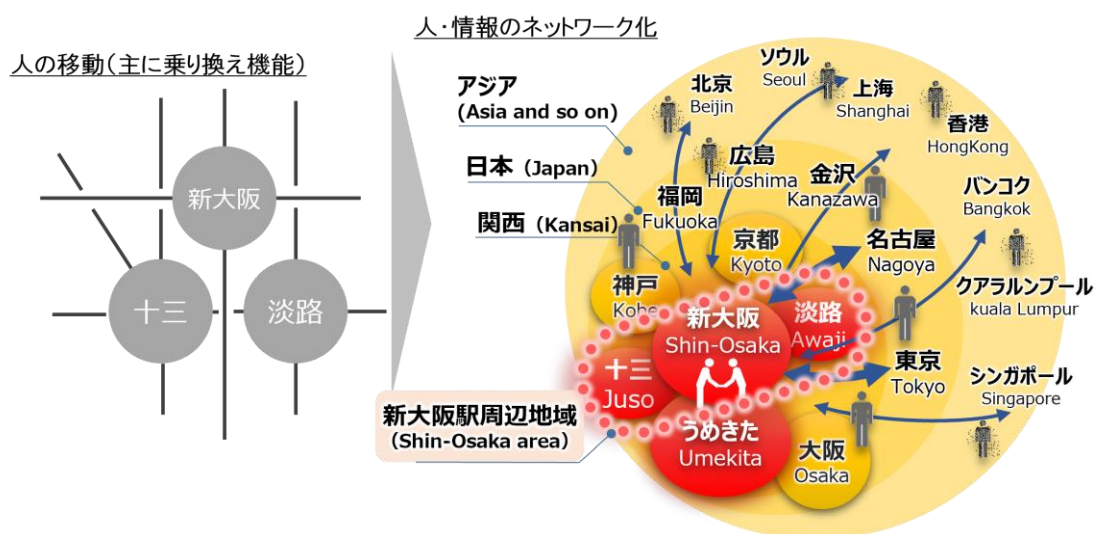 人の移動(主に乗り換え機能)
新大阪
十三
淡路
人・情報のネットワーク化
アジア
(Asia and so on)
日本 (Japan)
関西 (Kansai)
北京
Beijin
ソウル
Seoul
上海
Shanghai
香港
HongKong
広島
Hiroshima
福岡
Fukuoka
金沢
Kanazawa
バンコク
Bangkok
京都
Kyoto
名古屋
Nagoya
神戸
Kobe
クアラルンプール
kuala Lumpur
新大阪
Shin-Osaka
淡路
Awaji
十三
Juso
東京
Tokyo
シンガポール
Singapore
新大阪駅周辺地域
(Shin-Osaka area)
うめきた
Umekita
大阪
Osaka